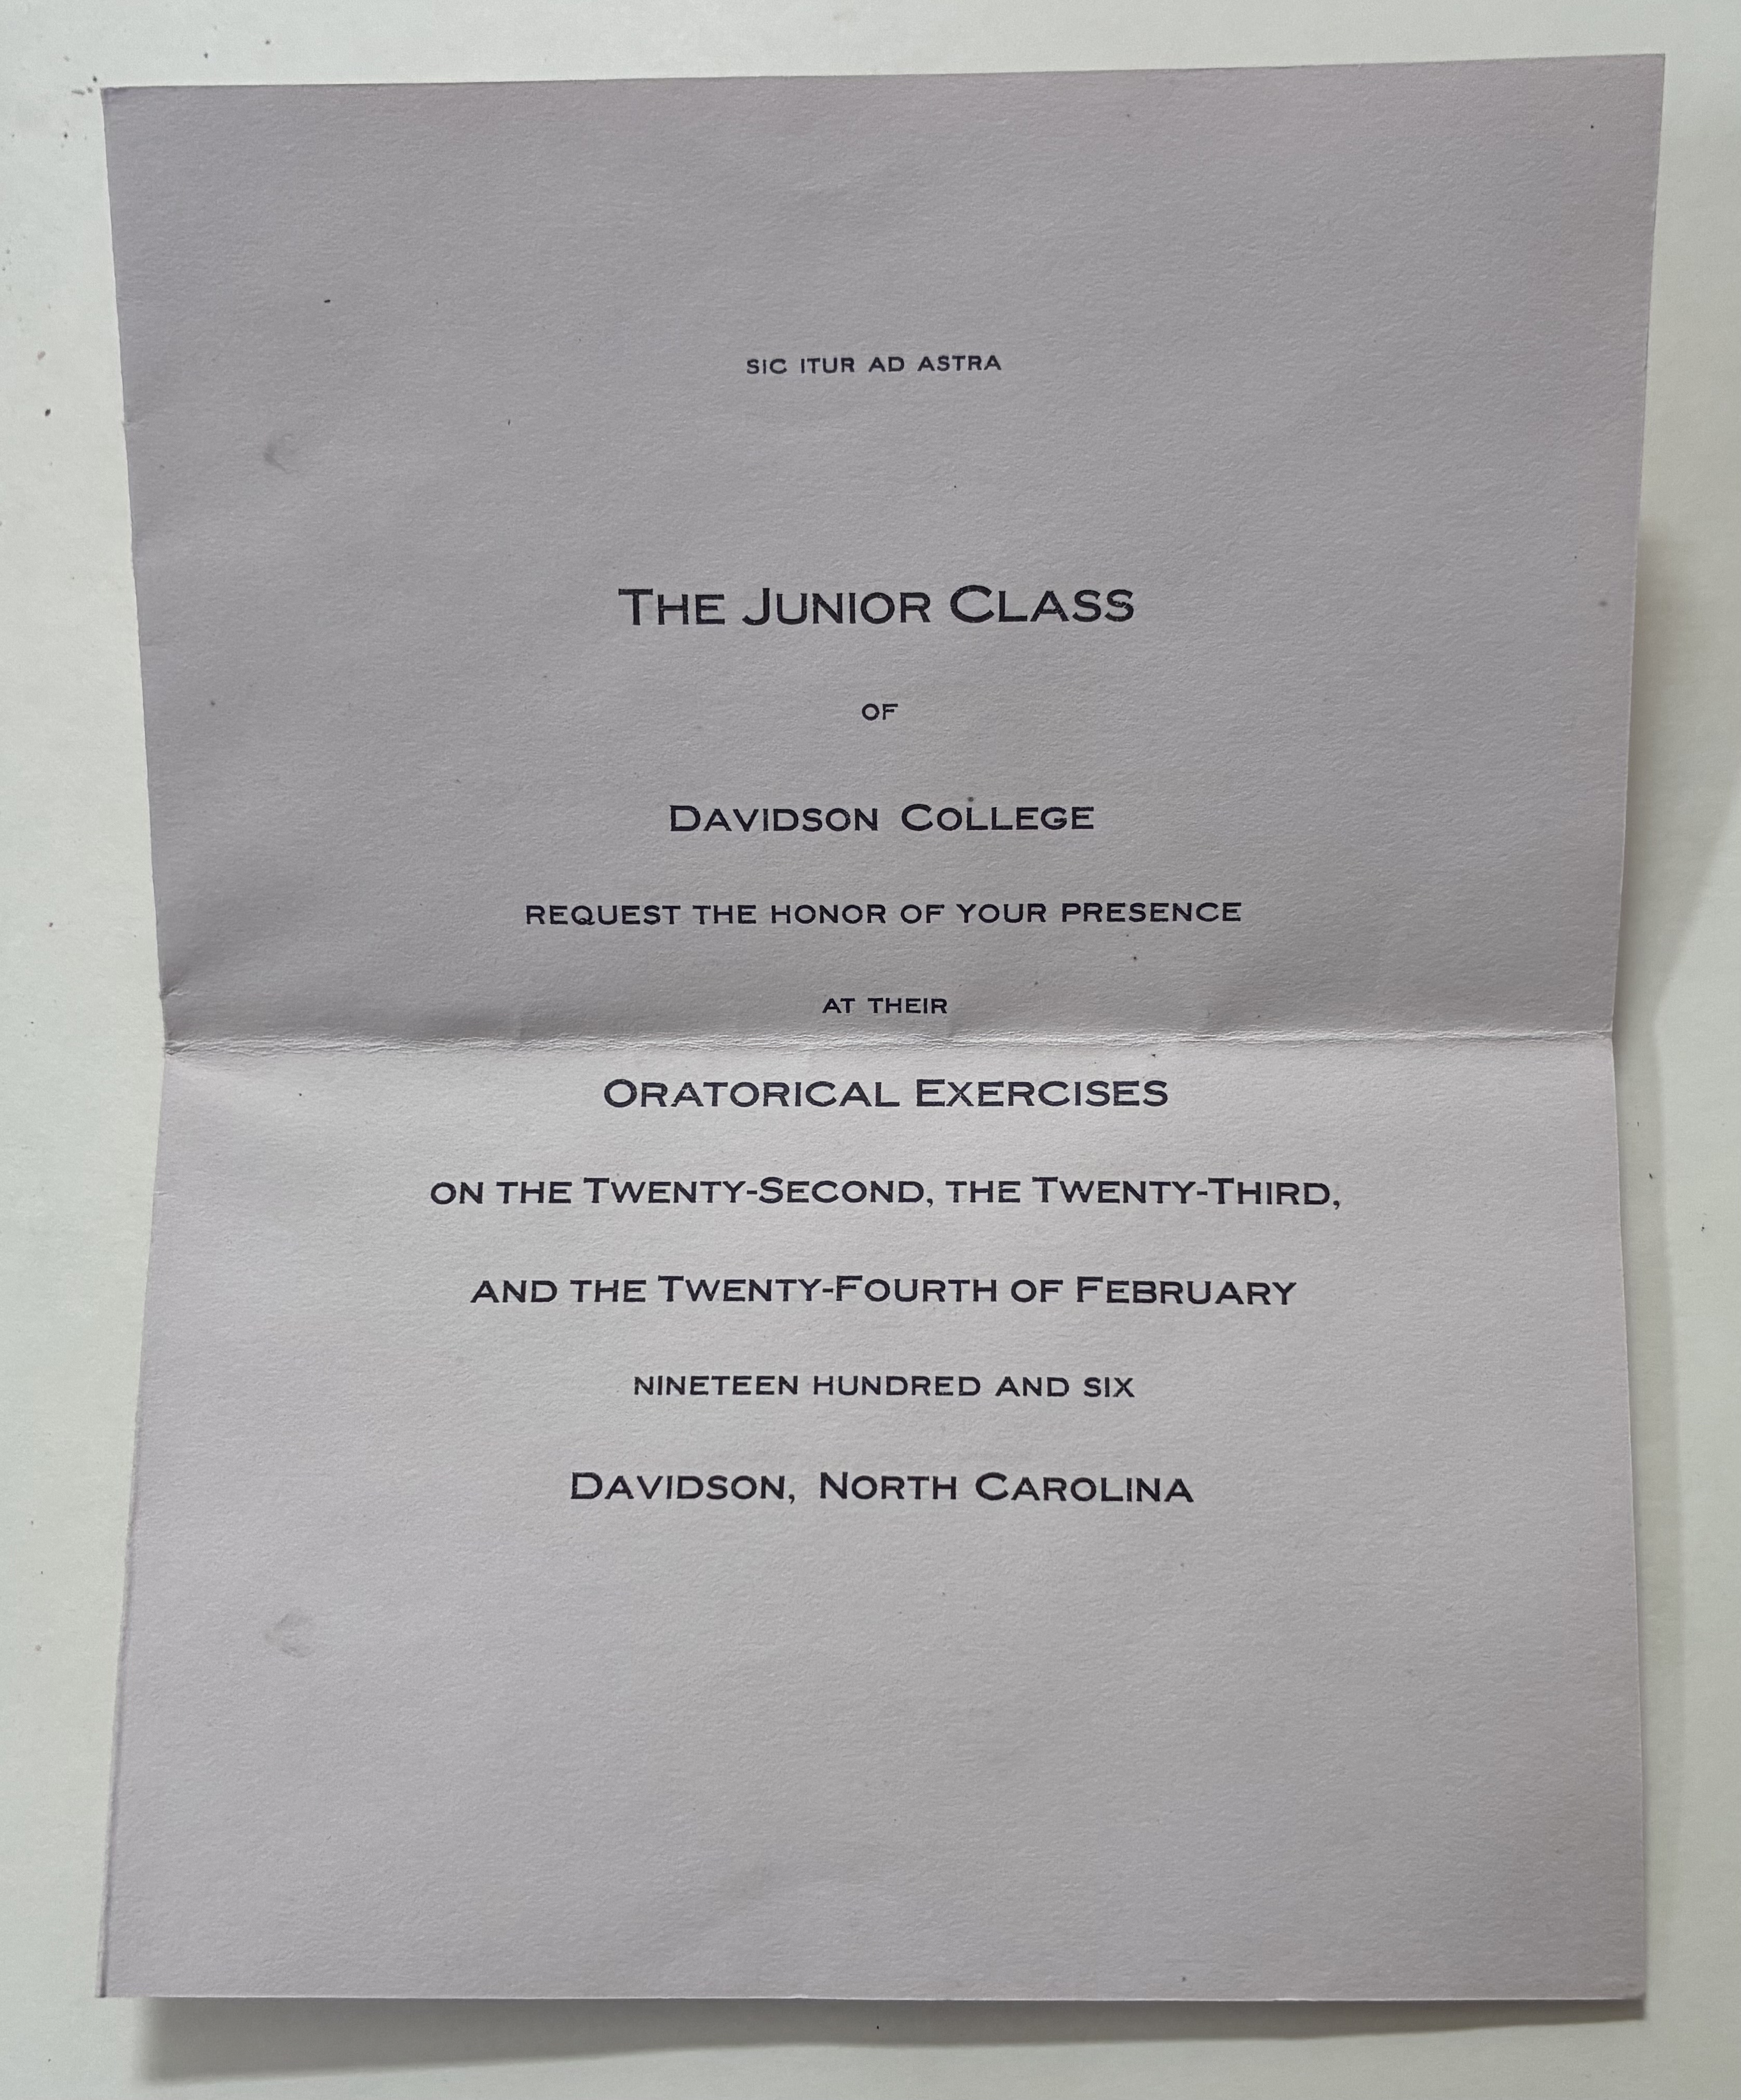 SIC ITUR AD ASTRA
THE JUNIOR CLASS
OF
DAVIDSON COLLEGE
REQUEST THE HONOR OF YOUR PRESENCE
AT THEIR
ORATORICAL EXERCISES
ON THE TWENTY-SECOND, THE TWENTY-THIRD,
AND THE TWENTY-FOURTH OF FEBRUARY
NINETEEN HUNDRED AND SIX
DAVIDSON, NORTH CAROLINA